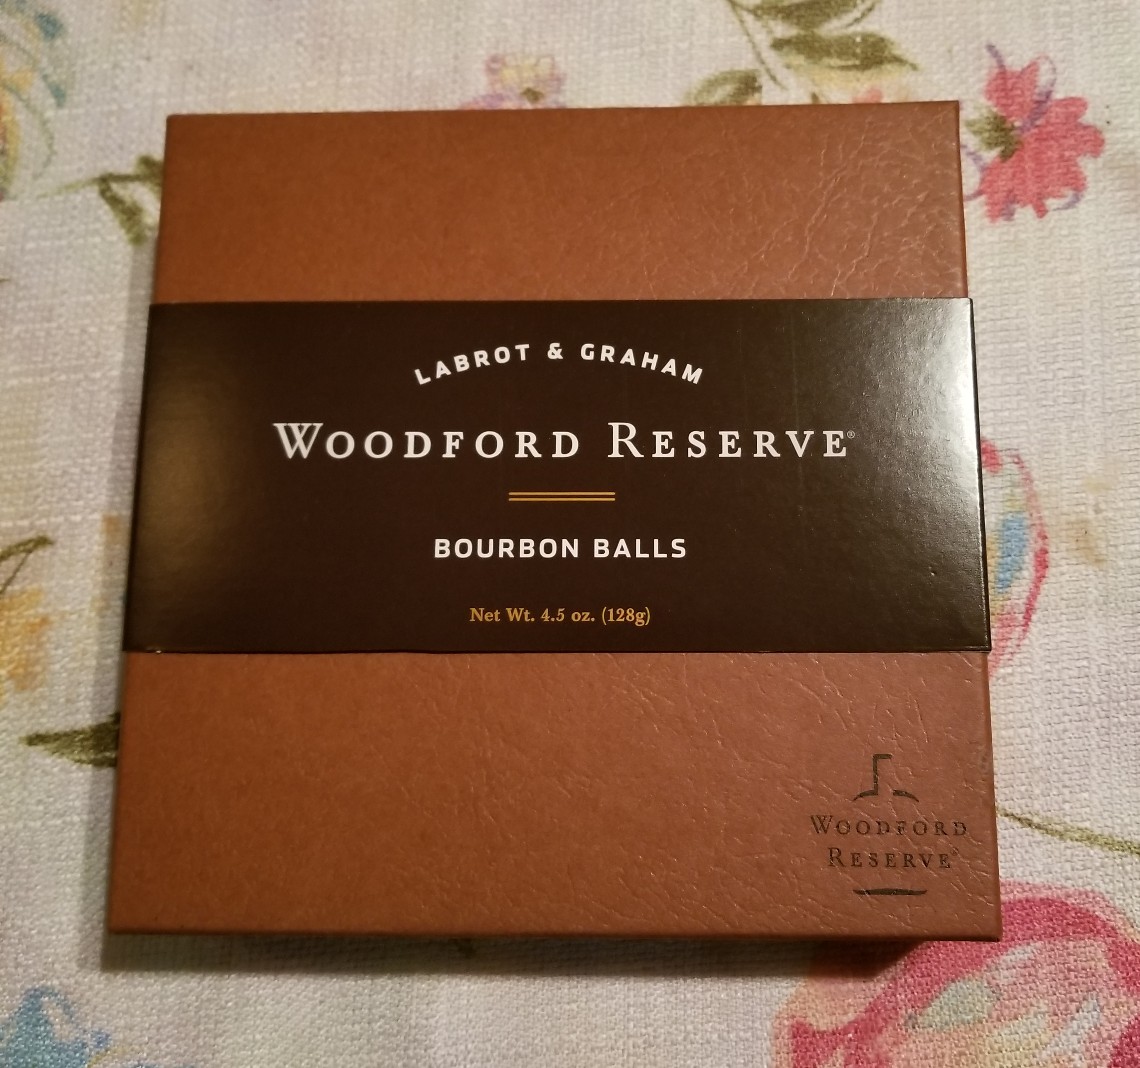 LABROT & GRAHAM
WOODFORD RESERVE®
BOURBON BALLS
Net Wt. 4.5 oz. (128g)
WOODFORD
RESERVE®